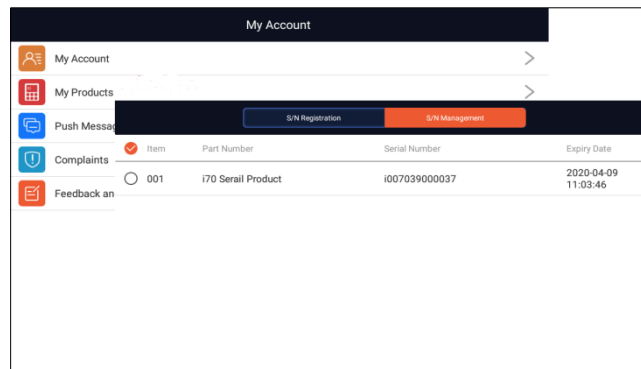 My Account
My Account
My Products
Push Messag
Complaints
Feedback an
S/N Registration
S/N Management
Item Part Number Serial Number Expiry Date
001 i70 Serail Product i007039000037 2020-04-09
11:03:46